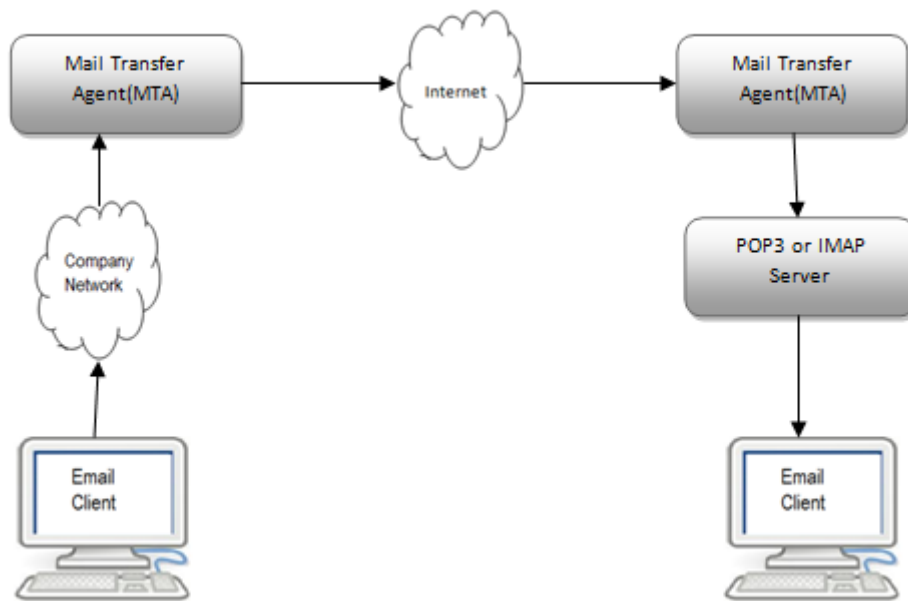 Mail Transfer
Agent(MTA)
Internet
Mail Transfer
Agent(MTA)
Company
Network
POP3 or IMAP
Server
Email
Client
Email
Client